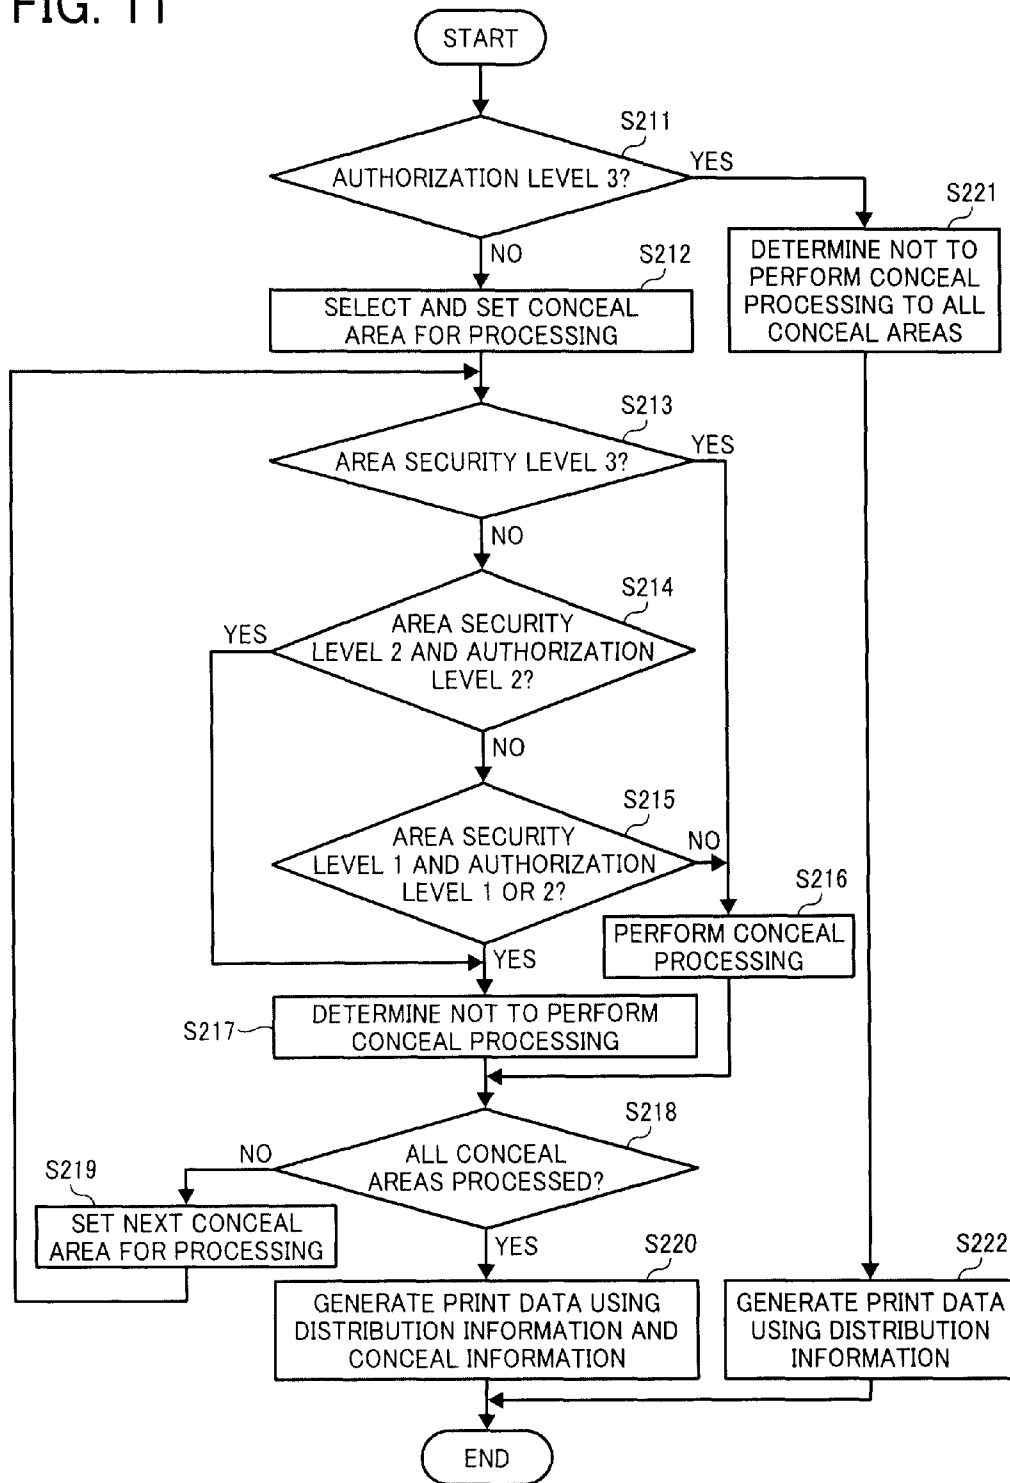 FIG. 11
START
S211
AUTHORIZATION LEVEL 3?
YES
NO
S221
DETERMINE NOT TO
PERFORM CONCEAL
PROCESSING TO ALL
CONCEAL AREAS
S212
SELECT AND SET CONCEAL
AREA FOR PROCESSING
S213
AREA SECURITY LEVEL 3?
YES
NO
S214
AREA SECURITY
LEVEL 2 AND AUTHORIZATION
LEVEL 2?
YES
NO
S215
AREA SECURITY
LEVEL 1 AND AUTHORIZATION
LEVEL 1 OR 2?
NO
YES
S216
PERFORM CONCEAL
PROCESSING
S217
DETERMINE NOT TO PERFORM
CONCEAL PROCESSING
S218
ALL CONCEAL
AREAS PROCESSED?
NO
YES
S219
SET NEXT CONCEAL
AREA FOR PROCESSING
S220
GENERATE PRINT DATA USING
DISTRIBUTION INFORMATION AND
CONCEAL INFORMATION
S222
GENERATE PRINT DATA
USING DISTRIBUTION
INFORMATION
END